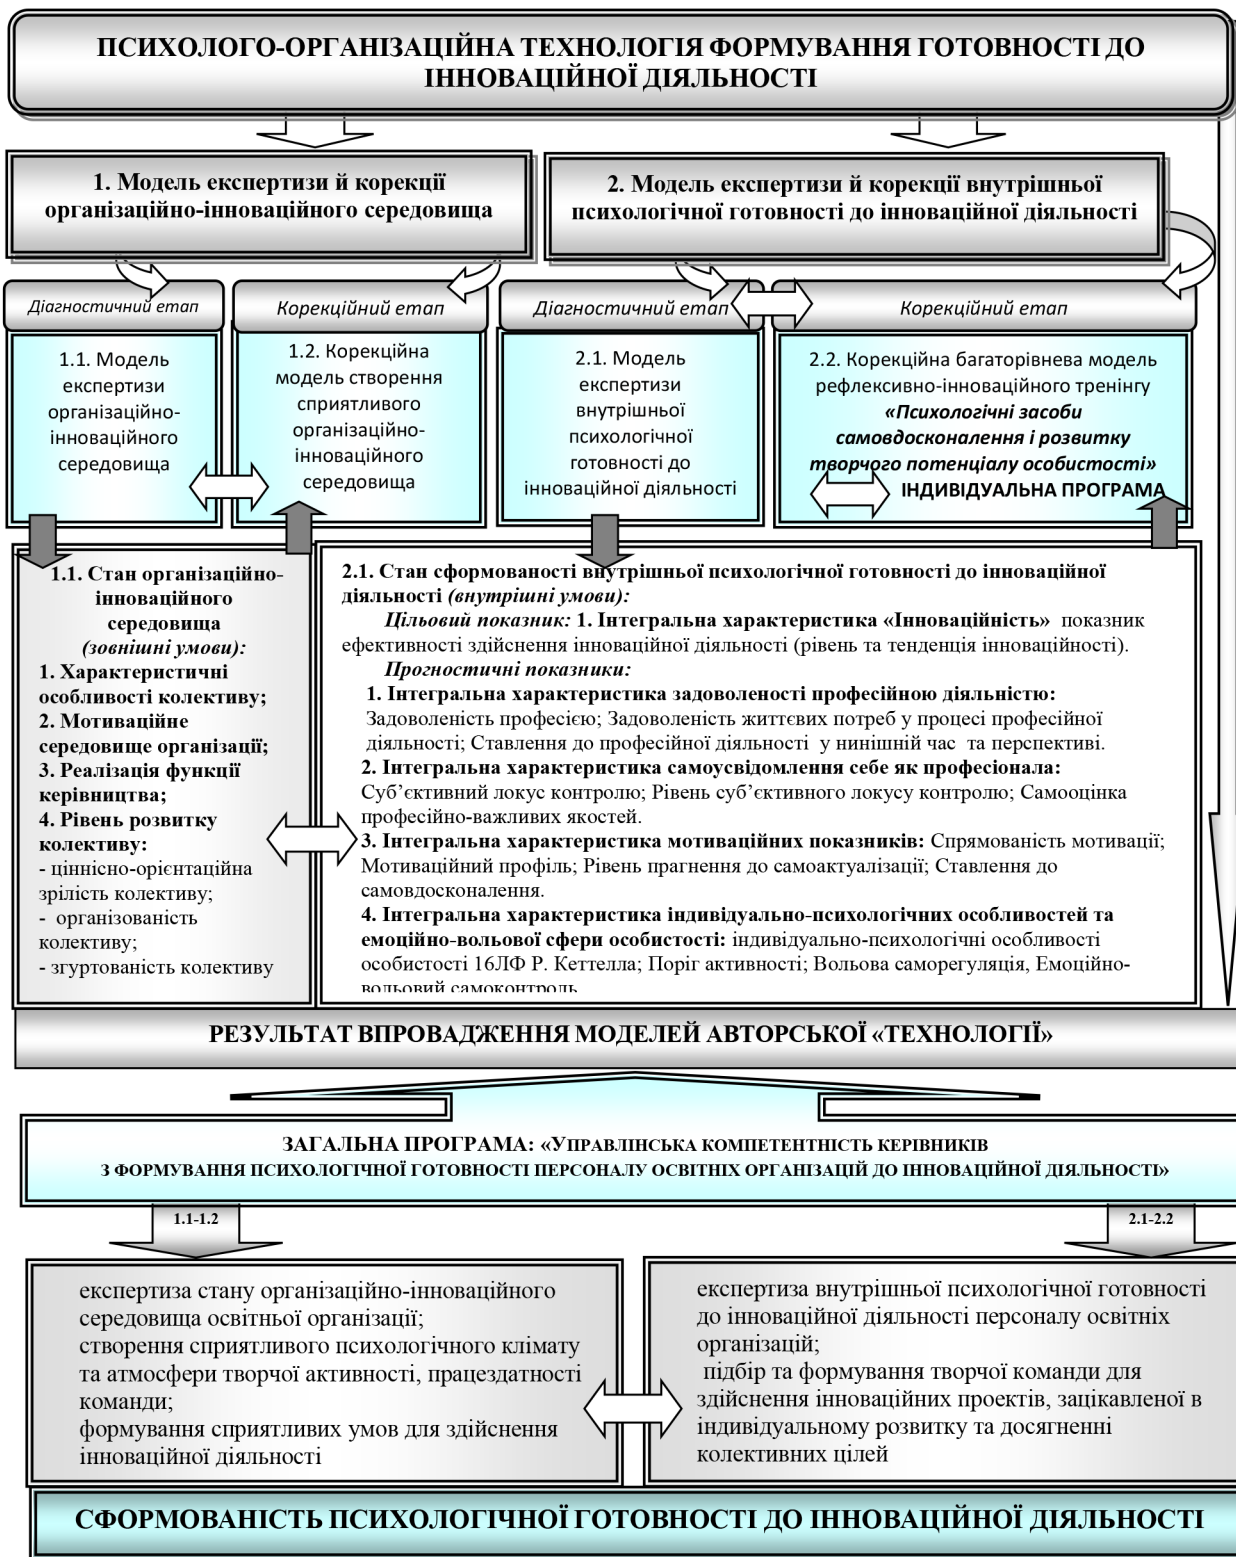 ПСИХОЛОГО-ОРГАНІЗАЦІЙНА ТЕХНОЛОГІЯ ФОРМУВАННЯ ГОТОВНОСТІ ДО
ІННОВАЦІЙНОЇ ДІЯЛЬНОСТІ
1. Модель експертизи й корекції
організаційно-інноваційного середовища
2. Модель експертизи й корекції внутрішньої
психологічної готовності до інноваційної діяльності
Діагностичний етап
Корекційний етап
Діагностичний етап
Корекційний етап
1.1. Модель
експертизи
організаційно-
інноваційного
середовища
1.2. Корекційна
модель створення
сприятливого
організаційно-
інноваційного
середовища
2.1. Модель
експертизи
внутрішньої
психологічної
готовності до
інноваційної діяльності
2.2. Корекційна багаторівнева модель
рефлексивно-інноваційного тренінгу
«Психологічні засоби
самовдосконалення і розвитку
творчого потенціалу особистості»
ІНДИВІДУАЛЬНА ПРОГРАМА
1.1. Стан організаційно-
інноваційного
середовища
(зовнішні умови):
1. Характеристичні
особливості колективу;
2. Мотиваційне
середовище організації;
3. Реалізація функції
керівництва;
4. Рівень розвитку
колективу:
- ціннісно-орієнтаційна
зрілість колективу;
- організованість
колективу;
- згуртованість колективу
2.1. Стан сформованості внутрішньої психологічної готовності до інноваційної
діяльності (внутрішні умови):
Цільовий показник: 1. Інтегральна характеристика «Інноваційність» показник
ефективності здійснення інноваційної діяльності (рівень та тенденція інноваційності).
Прогностичні показники:
1. Інтегральна характеристика задоволеності професійною діяльністю:
Задоволеність професією; Задоволеність життєвих потреб у процесі професійної
діяльності; Ставлення до професійної діяльності у нинішній час та перспективі.
2. Інтегральна характеристика самоусвідомлення себе як професіонала:
Суб’єктивний локус контролю; Рівень суб’єктивного локусу контролю; Самооцінка
професійно-важливих якостей.
3. Інтегральна характеристика мотиваційних показників: Спрямованість мотивації;
Мотиваційний профіль; Рівень прагнення до самоактуалізації; Ставлення до
самовдосконалення.
4. Інтегральна характеристика індивідуально-психологічних особливостей та
емоційно-вольової сфери особистості: індивідуально-психологічні особливості
особистості 16ЛФ Р. Кеттелла; Поріг активності; Вольова саморегуляція, Емоційно-
вольовий самоконтроль
РЕЗУЛЬТАТ ВПРОВАДЖЕННЯ МОДЕЛЕЙ АВТОРСЬКОЇ «ТЕХНОЛОГІЇ»
ЗАГАЛЬНА ПРОГРАМА: «УПРАВЛІНСЬКА КОМПЕТЕНТНІСТЬ КЕРІВНИКІВ
З ФОРМУВАННЯ ПСИХОЛОГІЧНОЇ ГОТОВНОСТІ ПЕРСОНАЛУ ОСВІТНІХ ОРГАНІЗАЦІЙ ДО ІННОВАЦІЙНОЇ ДІЯЛЬНОСТІ»
1.1-1.2
2.1-2.2
експертиза стану організаційно-інноваційного
середовища освітньої організації;
створення сприятливого психологічного клімату
та атмосфери творчої активності, працездатності
команди;
формування сприятливих умов для здійснення
інноваційної діяльності
експертиза внутрішньої психологічної готовності
до інноваційної діяльності персоналу освітніх
організацій;
підбір та формування творчої команди для
здійснення інноваційних проектів, зацікавленої в
індивідуальному розвитку та досягненні
колективних цілей
СФОРМОВАНІСТЬ ПСИХОЛОГІЧНОЇ ГОТОВНОСТІ ДО ІННОВАЦІЙНОЇ ДІЯЛЬНОСТІ